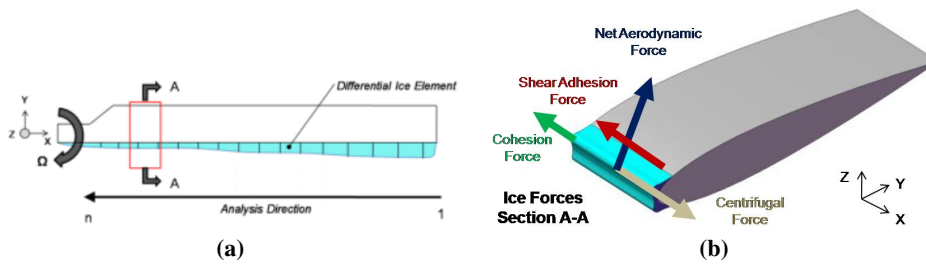 A
Differential Ice Element
Y
Z
X
Ω
A
n
Analysis Direction
1
(a)
Net Aerodynamic
Force
Shear Adhesion
Force
Cohesion
Force
Ice Forces
Section A-A
Centrifugal
Force
Z
Y
X
(b)